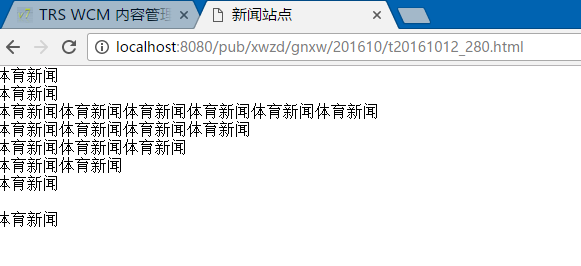 TRS WCM 内容管理
新闻站点
localhost:8080/pub/xwzd/gnxw/201610/t20161012_280.html
体育新闻
体育新闻
体育新闻体育新闻体育新闻体育新闻体育新闻体育新闻
体育新闻体育新闻体育新闻体育新闻
体育新闻体育新闻体育新闻
体育新闻体育新闻
体育新闻
体育新闻